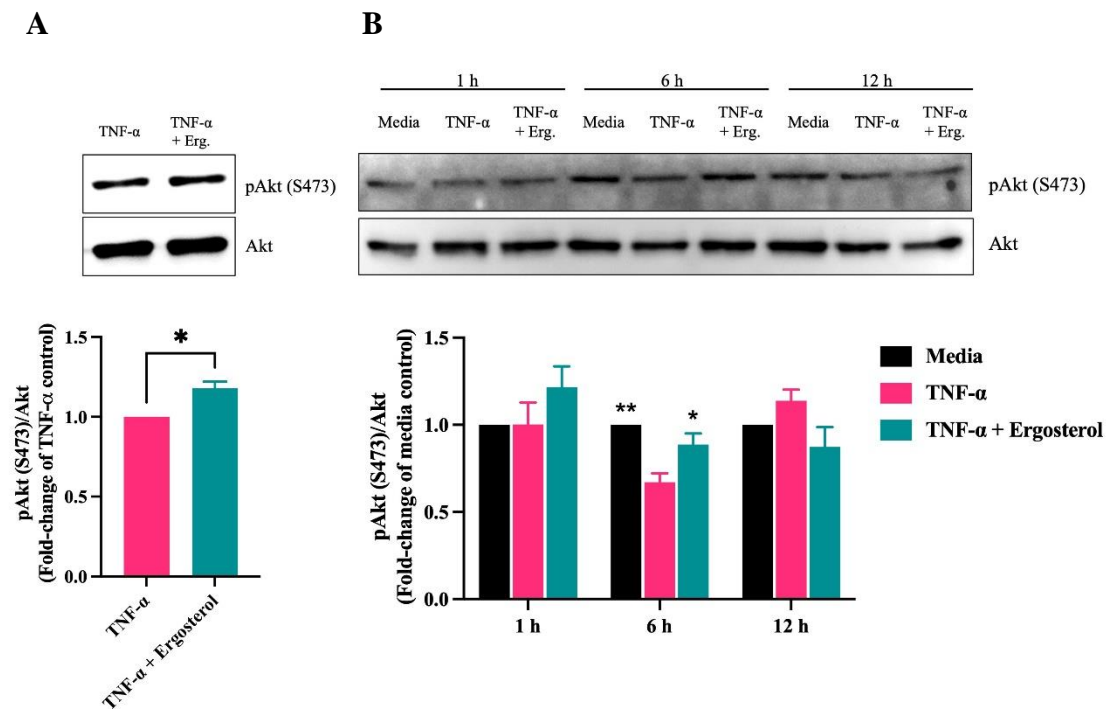 A
B
TNF-α
TNF-α
+ Erg.
pAkt (S473)
Akt
1 h
6 h
12 h
Media
TNF-α
TNF-α
+ Erg.
Media
TNF-α
TNF-α
+ Erg.
Media
TNF-α
TNF-α
+ Erg.
pAkt (S473)
Akt
pAkt (S473)/Akt
(Fold-change of TNF-α control)
1.5
1.0
0.5
0.0
*
TNF-α
TNF-α + Ergosterol
pAkt (S473)/Akt
(Fold-change of media control)
1.5
1.0
0.5
0.0
**
*
1 h
6 h
12 h
Media
TNF-α
TNF-α + Ergosterol